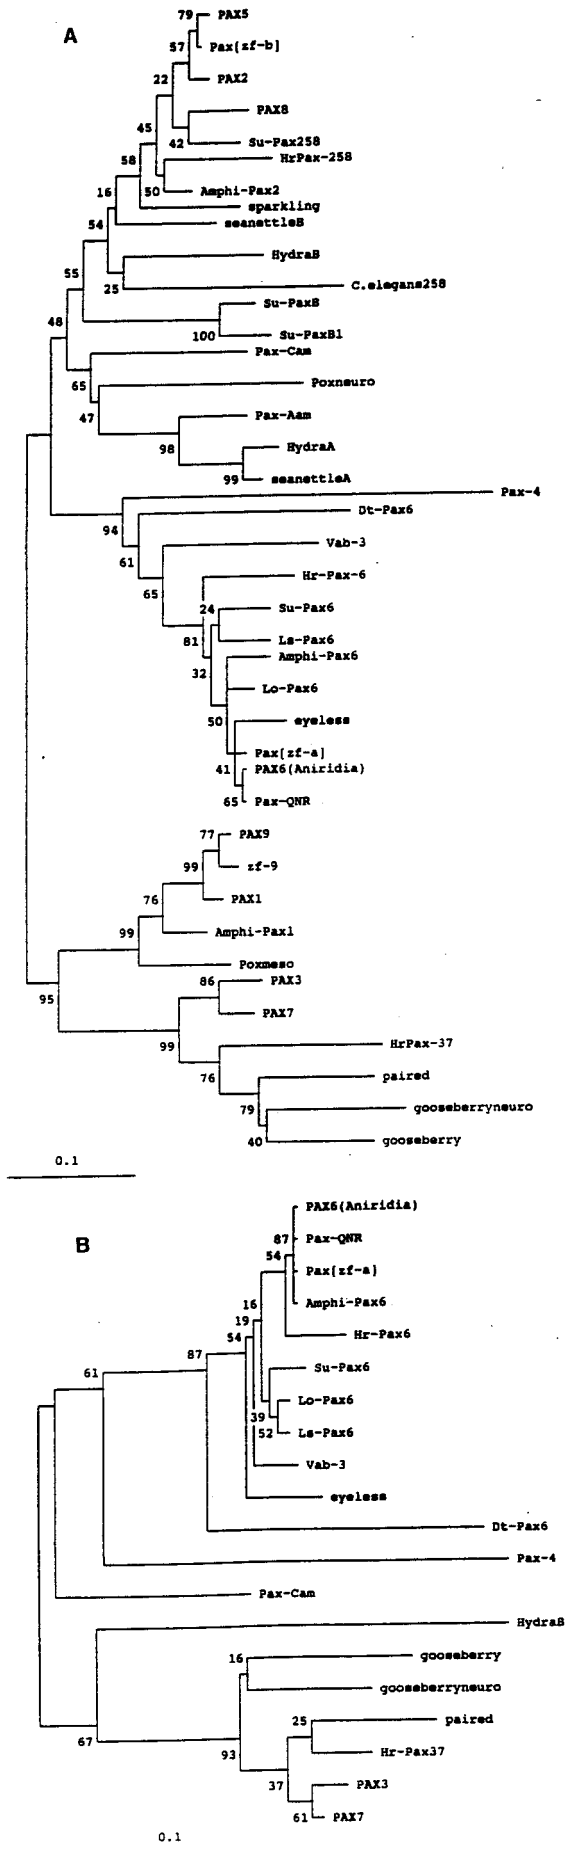 A
79 PAX5
57 Pax[zf-b]
22 PAX2
PAX8
45
42 Su-Pax258
58 HrPax-258
16 50 Amphi-Pax2
sparkling
54 seanettleB
HydraB
55
25 C.elegans258
Su-PaxB
48
100 Su-PaxB1
Pax-Cam
65 Poxneuro
47 Pax-Aam
98 HydraA
99 seanettleA
Pax-4
94 Dt-Pax6
61 Vab-3
65 Hr-Pax-6
24 Su-Pax6
81 Ls-Pax6
Amphi-Pax6
32
Lo-Pax6
50 eyeless
Pax[zf-a]
41 PAX6(Aniridia)
65 Pax-QNR
77 PAX9
99 zf-9
76 PAX1
99 Amphi-Pax1
Poxmeso
86 PAX3
95
PAX7
99 HrPax-37
76 paired
79 gooseberryneuro
40 gooseberry
0.1
B
PAX6(Aniridia)
87 Pax-QNR
54
Pax[zf-a]
16 Amphi-Pax6
19
54 Hr-Pax6
87
61 Su-Pax6
Lo-Pax6
39
52 Ls-Pax6
Vab-3
eyeless
Dt-Pax6
Pax-4
Pax-Cam
HydraB
16 gooseberry
gooseberryneuro
25 paired
67
93 Hr-Pax37
37 PAX3
61 PAX7
0.1